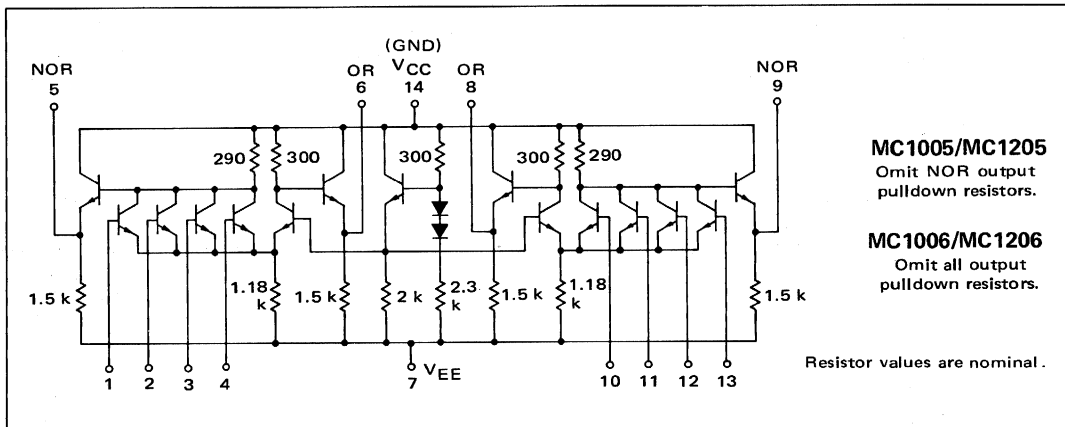 (GND)
NOR OR VCC OR NOR
5 6 14 8 9
290 300 300 300 290
1.5 k 1.18 k 1.5 k 2 k 2.3 k 1.5 k 1.18 k 1.5 k
1 2 3 4 7 VEE 10 11 12 13
MC1005/MC1205
Omit NOR output
pulldown resistors.
MC1006/MC1206
Omit all output
pulldown resistors.
Resistor values are nominal.